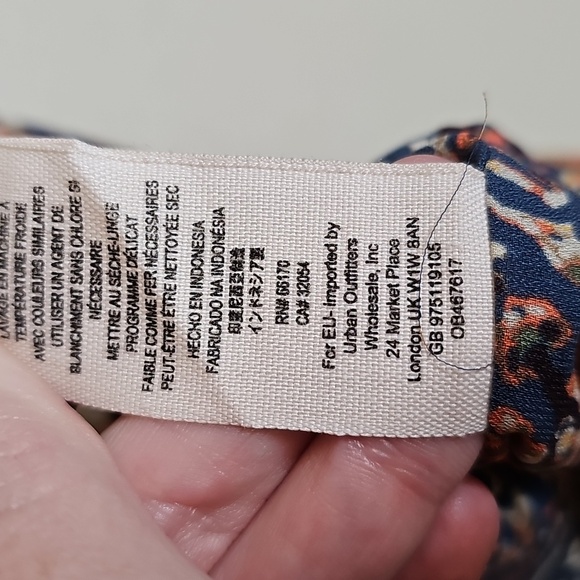 LAVAGE EN MACHINE À
TEMPÉRATURE FROIDE
AVEC COULEURS SIMILAIRES
UTILISER UN AGENT DE
BLANCHIMENT SANS CHLORE SI
NÉCESSAIRE
METTRE AU SÈCHE-LINGE
PROGRAMME DÉLICAT
FAIBLE COMME FER NÉCESSAIRES
PEUT-ÊTRE ÊTRE NETTOYÉE SEC
HECHO EN INDONESIA
FABRICADO NA INDONÉSIA
印度尼西亚制造
インドネシア製
RN# 66170
CA# 32054
For EU- Imported by
Urban Outfitters
Wholesale, Inc
24 Market Place
London UK W1W 8AN
GB 975119105
OB467617